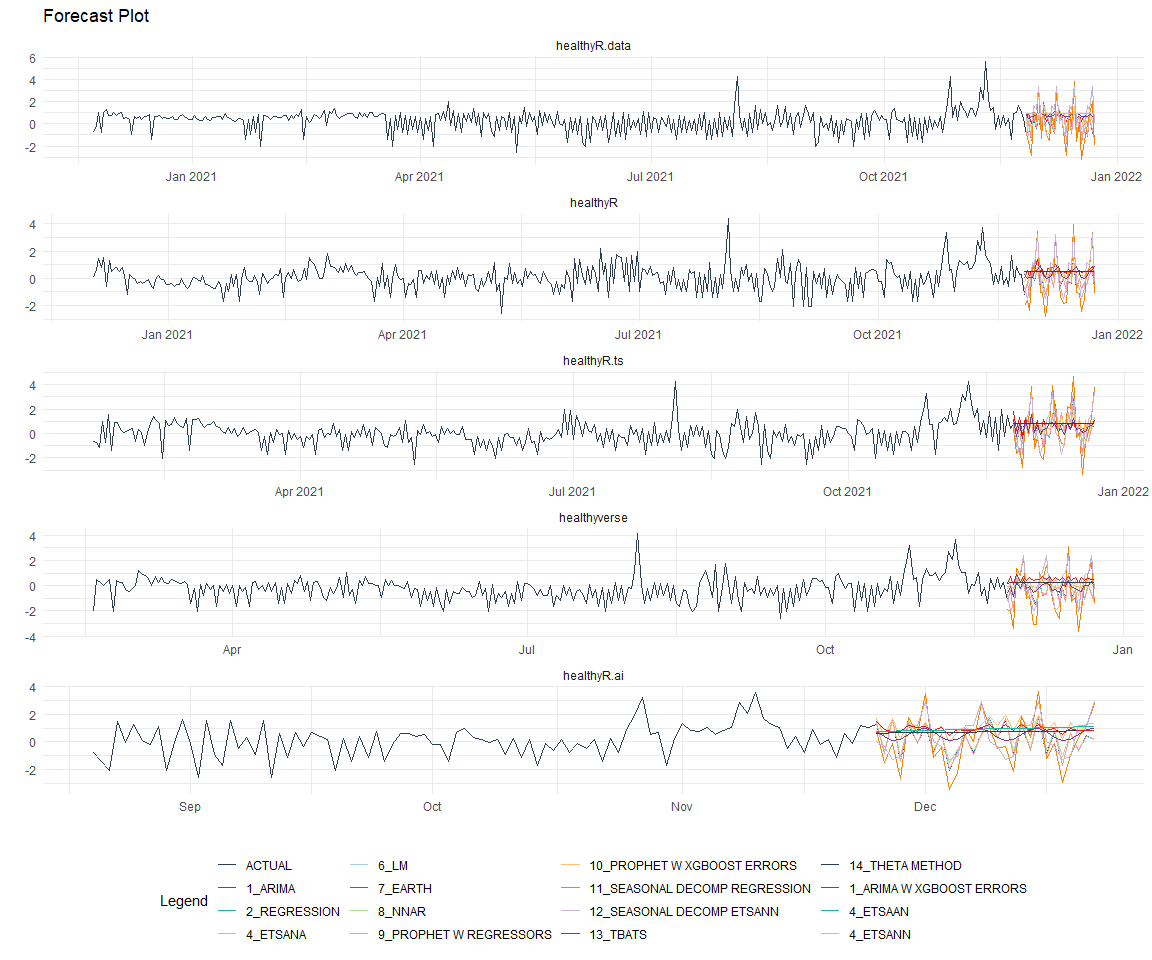 Forecast Plot
healthyR.data
6
4
2
0
-2
Jan 2021 Apr 2021 Jul 2021 Oct 2021 Jan 2022
healthyR
4
2
0
-2
Jan 2021 Apr 2021 Jul 2021 Oct 2021 Jan 2022
healthyR.ts
4
2
0
-2
Apr 2021 Jul 2021 Oct 2021 Jan 2022
healthyverse
4
2
0
-2
-4
Apr Jul Oct Jan
healthyR.ai
4
2
0
-2
Sep Oct Nov Dec
Legend
ACTUAL 6_LM 10_PROPHET W XGBOOST ERRORS 14_THETA METHOD
1_ARIMA 7_EARTH 11_SEASONAL DECOMP REGRESSION 1_ARIMA W XGBOOST ERRORS
2_REGRESSION 8_NNAR 12_SEASONAL DECOMP ETSANN 4_ETSAAN
4_ETSANA 9_PROPHET W REGRESSORS 13_TBATS 4_ETSANN